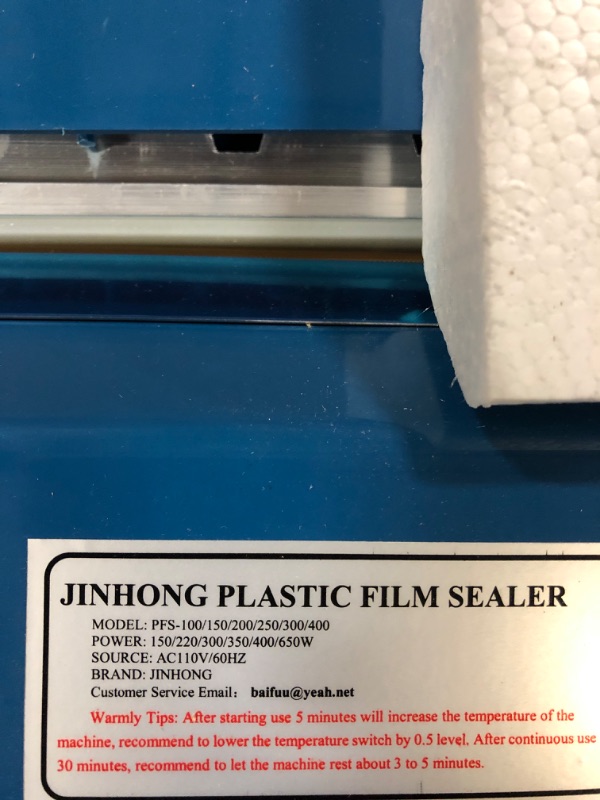 JINHONG PLASTIC FILM SEALER
MODEL: PFS-100/150/200/250/300/400
POWER: 150/220/300/350/400/650W
SOURCE: AC110V/60HZ
BRAND: JINHONG
Customer Service Email： baifuu@yeah.net
Warmly Tips: After starting use 5 minutes will increase the temperature of the
machine, recommend to lower the temperature switch by 0.5 level. After continuous use
30 minutes, recommend to let the machine rest about 3 to 5 minutes.